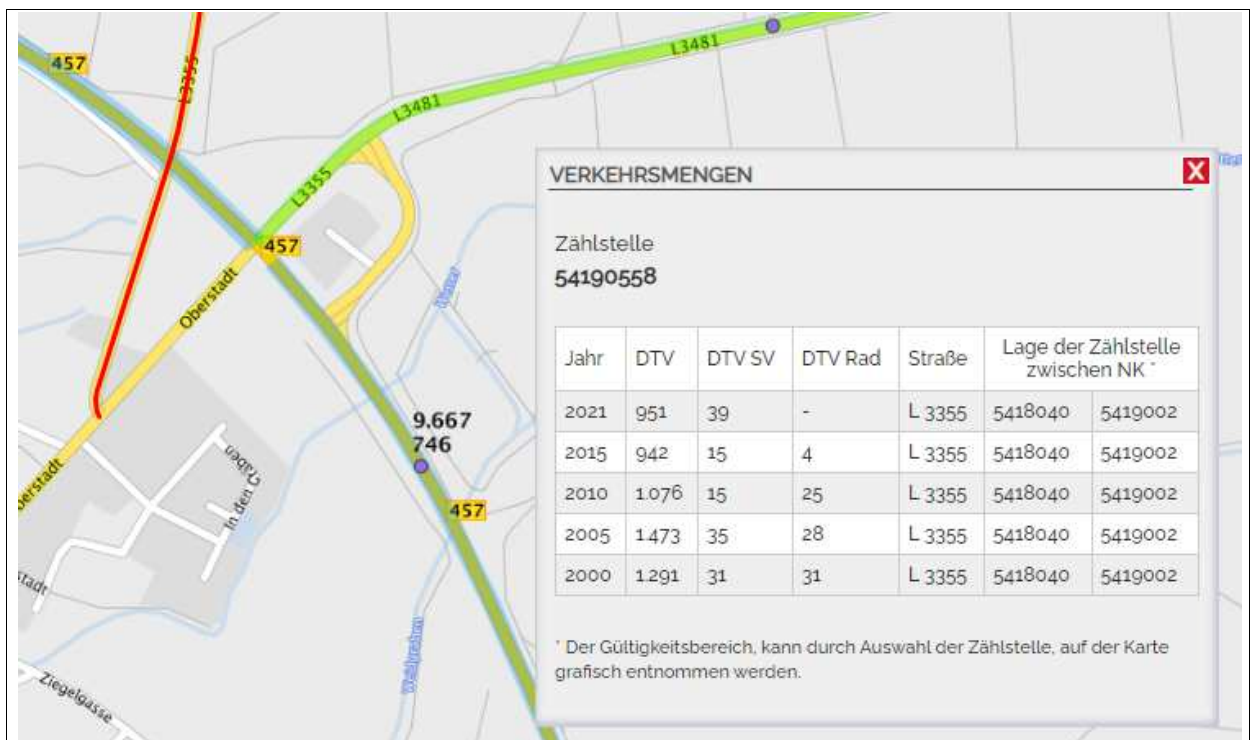 457
L3355
L3481
L3481
L3355
457
Oberstadt
9.667
746
457
In den Gräben
Ziegelgasse
VERKEHRSMENGEN
X
Zählstelle
54190558
Jahr DTV DTV SV DTV Rad Straße Lage der Zählstelle zwischen NK *
2021 951 39 - L 3355 5418040 5419002
2015 942 15 4 L 3355 5418040 5419002
2010 1.076 15 25 L 3355 5418040 5419002
2005 1.473 35 28 L 3355 5418040 5419002
2000 1.291 31 31 L 3355 5418040 5419002
* Der Gültigkeitsbereich, kann durch Auswahl der Zählstelle, auf der Karte
grafisch entnommen werden.